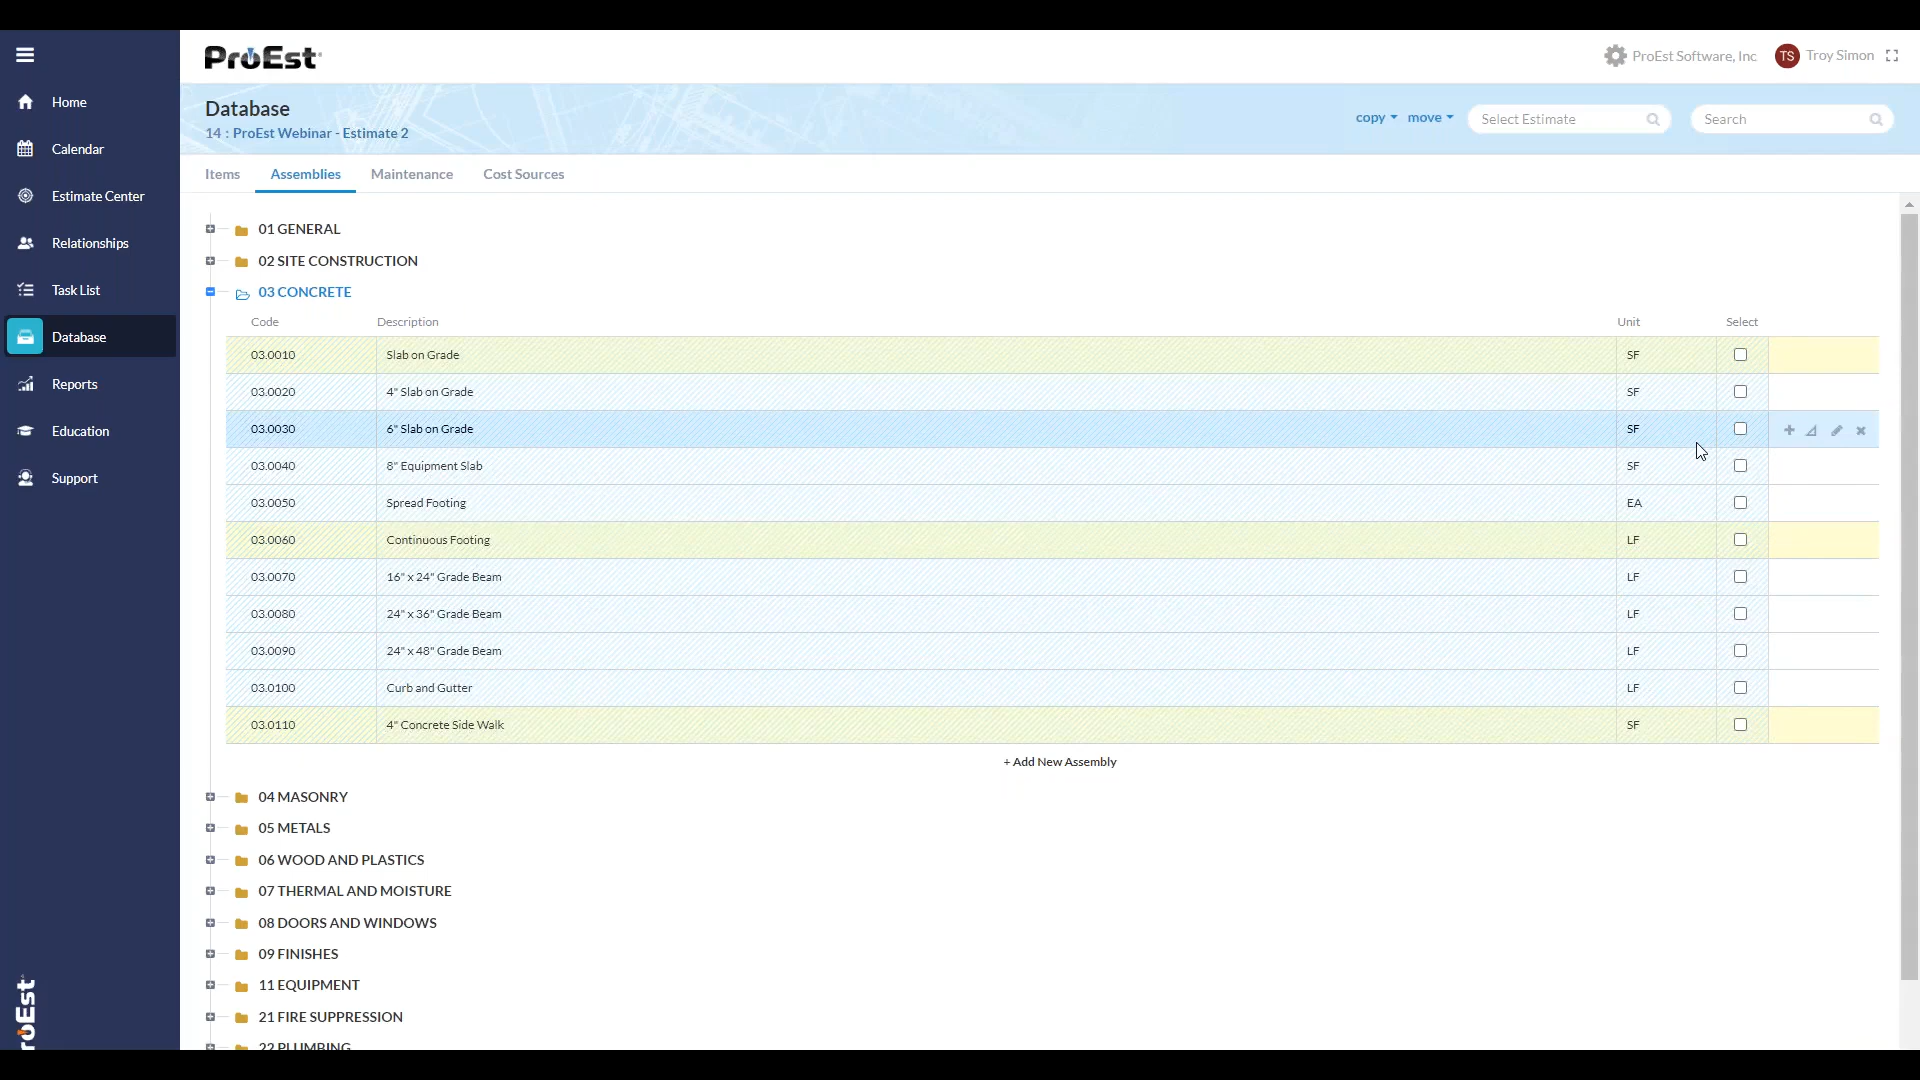 ProEst
ProEst Software, Inc
TS
Troy Simon
Home
Calendar
Estimate Center
Relationships
Task List
Database
Reports
Education
Support
ProEst
Database
14 : ProEst Webinar - Estimate 2
copy
move
Select Estimate
Search
Items
Assemblies
Maintenance
Cost Sources
01 GENERAL
02 SITE CONSTRUCTION
03 CONCRETE
Code Description Unit Select
03.0010 Slab on Grade SF
03.0020 4" Slab on Grade SF
03.0030 6" Slab on Grade SF
03.0040 8" Equipment Slab SF
03.0050 Spread Footing EA
03.0060 Continuous Footing LF
03.0070 16" x 24" Grade Beam LF
03.0080 24" x 36" Grade Beam LF
03.0090 24" x 48" Grade Beam LF
03.0100 Curb and Gutter LF
03.0110 4" Concrete Side Walk SF
+ Add New Assembly
04 MASONRY
05 METALS
06 WOOD AND PLASTICS
07 THERMAL AND MOISTURE
08 DOORS AND WINDOWS
09 FINISHES
11 EQUIPMENT
21 FIRE SUPPRESSION
22 PLUMBING